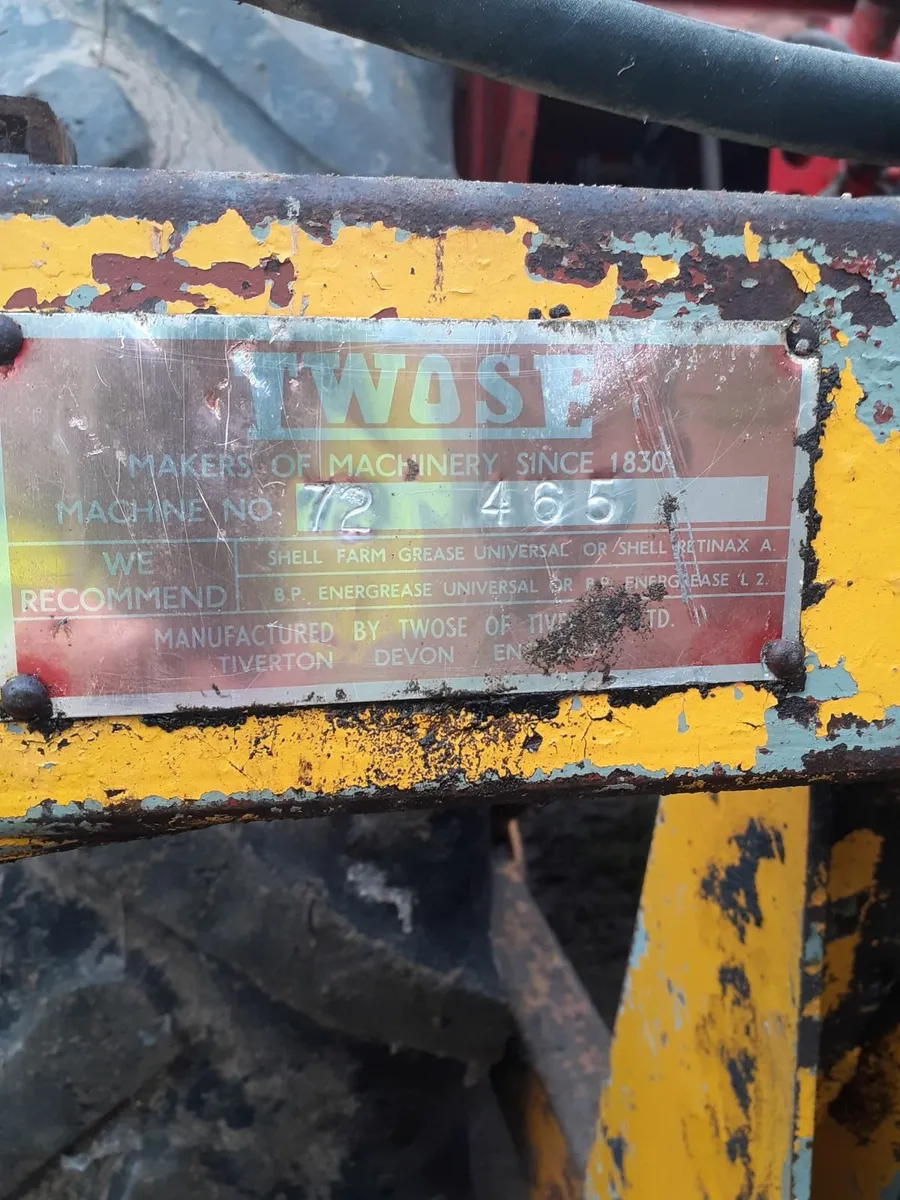 TWOSE
MAKERS OF MACHINERY SINCE 1830
MACHINE NO. 72 465
WE RECOMMEND
SHELL FARM GREASE UNIVERSAL OR SHELL RETINAX A.
B.P. ENERGREASE UNIVERSAL OR B.P. ENERGREASE L 2.
MANUFACTURED BY TWOSE OF LTD.
TIVERTON DEVON